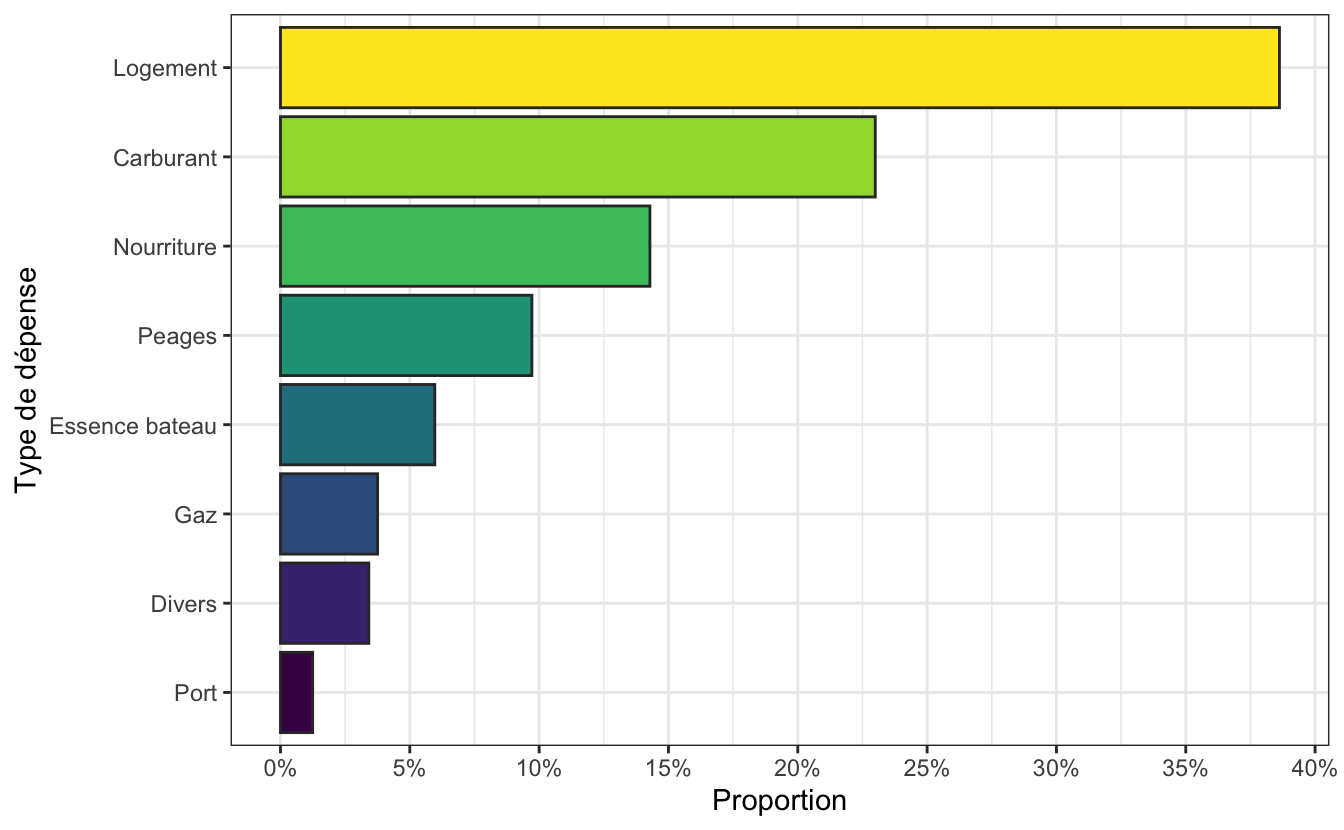 Type de dépense
Logement
Carburant
Nourriture
Peages
Essence bateau
Gaz
Divers
Port
0% 5% 10% 15% 20% 25% 30% 35% 40%
Proportion